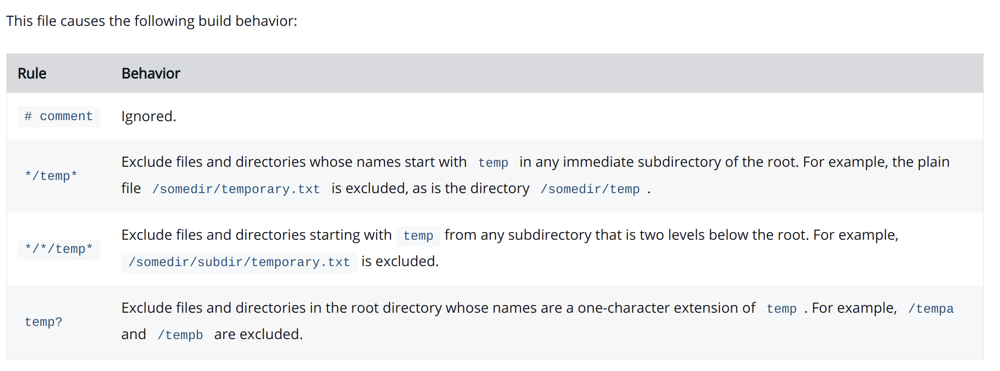 This file causes the following build behavior:
Rule Behavior
# comment Ignored.
*/temp* Exclude files and directories whose names start with temp in any immediate subdirectory of the root. For example, the plain
file /somedir/temporary.txt is excluded, as is the directory /somedir/temp .
*/*/temp* Exclude files and directories starting with temp from any subdirectory that is two levels below the root. For example,
/somedir/subdir/temporary.txt is excluded.
temp? Exclude files and directories in the root directory whose names are a one-character extension of temp . For example, /tempa
and /tempb are excluded.